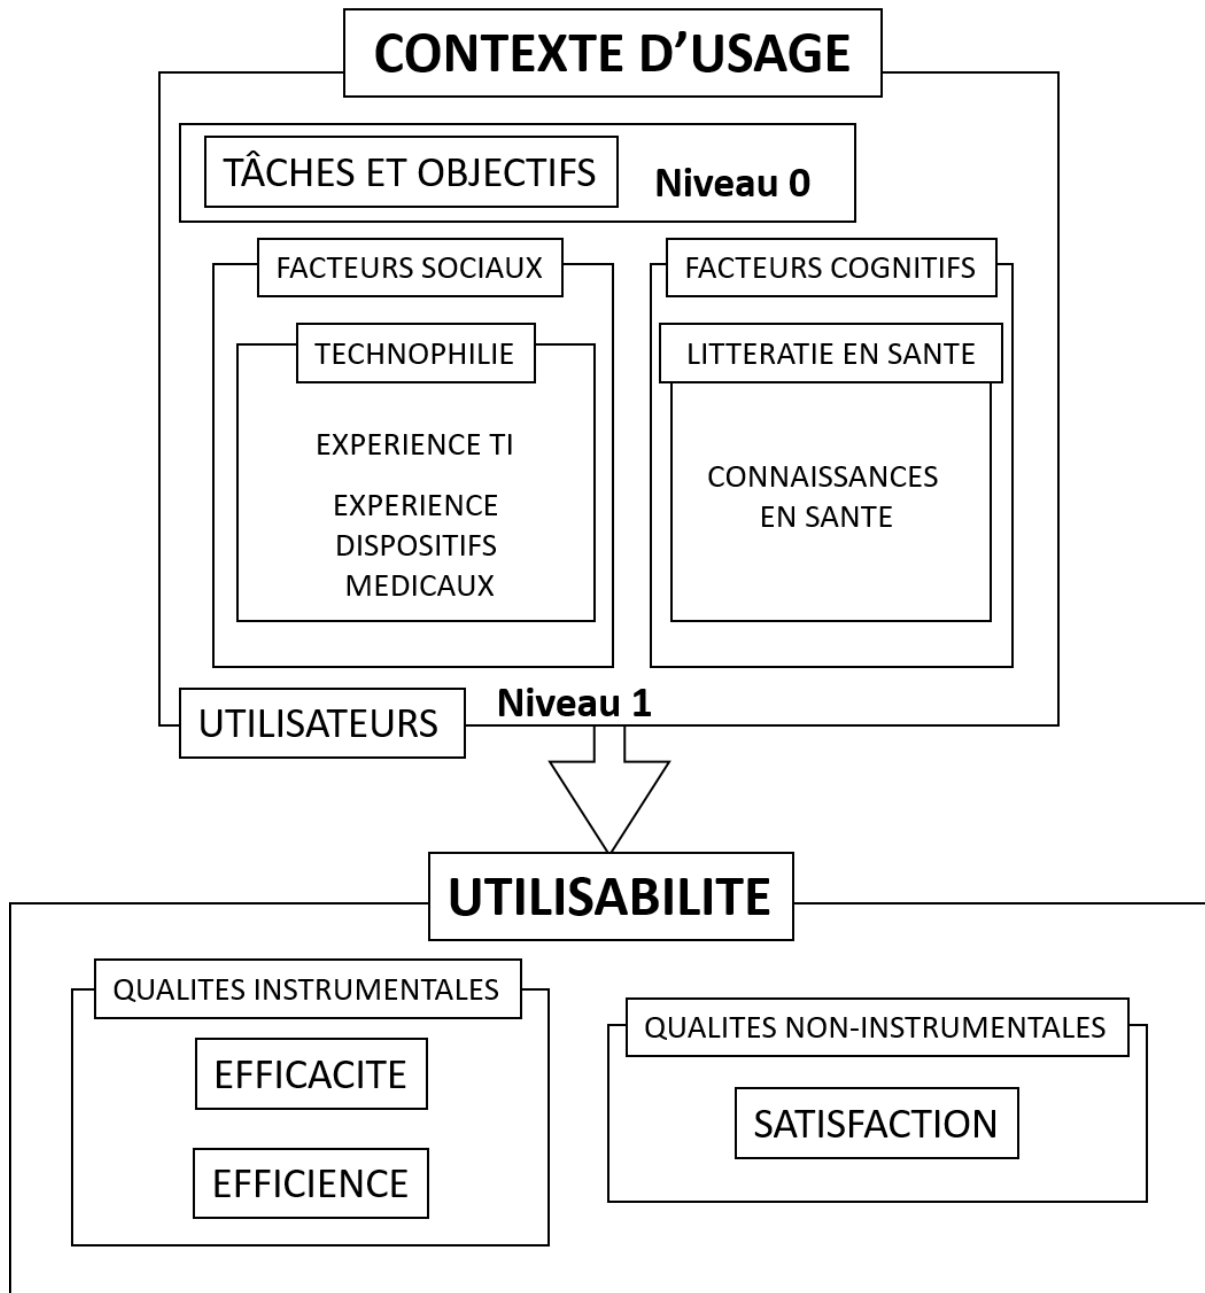 CONTEXTE D’USAGE
TÂCHES ET OBJECTIFS
Niveau 0
FACTEURS SOCIAUX
TECHNOPHILIE
EXPERIENCE TI
EXPERIENCE
DISPOSITIFS
MEDICAUX
FACTEURS COGNITIFS
LITTERATIE EN SANTE
CONNAISSANCES
EN SANTE
UTILISATEURS
Niveau 1
UTILISABILITE
QUALITES INSTRUMENTALES
EFFICACITE
EFFICIENCE
QUALITES NON-INSTRUMENTALES
SATISFACTION